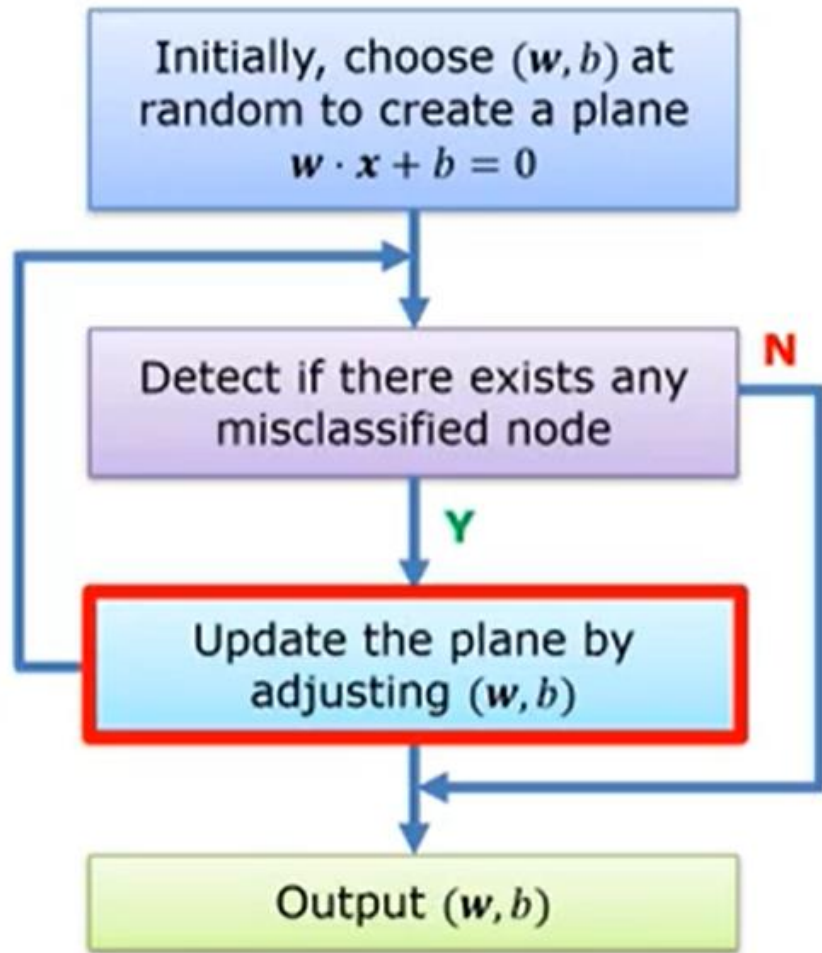 Initially, choose (w, b) at
random to create a plane
w · x + b = 0
Detect if there exists any
misclassified node
N
Y
Update the plane by
adjusting (w, b)
Output (w, b)